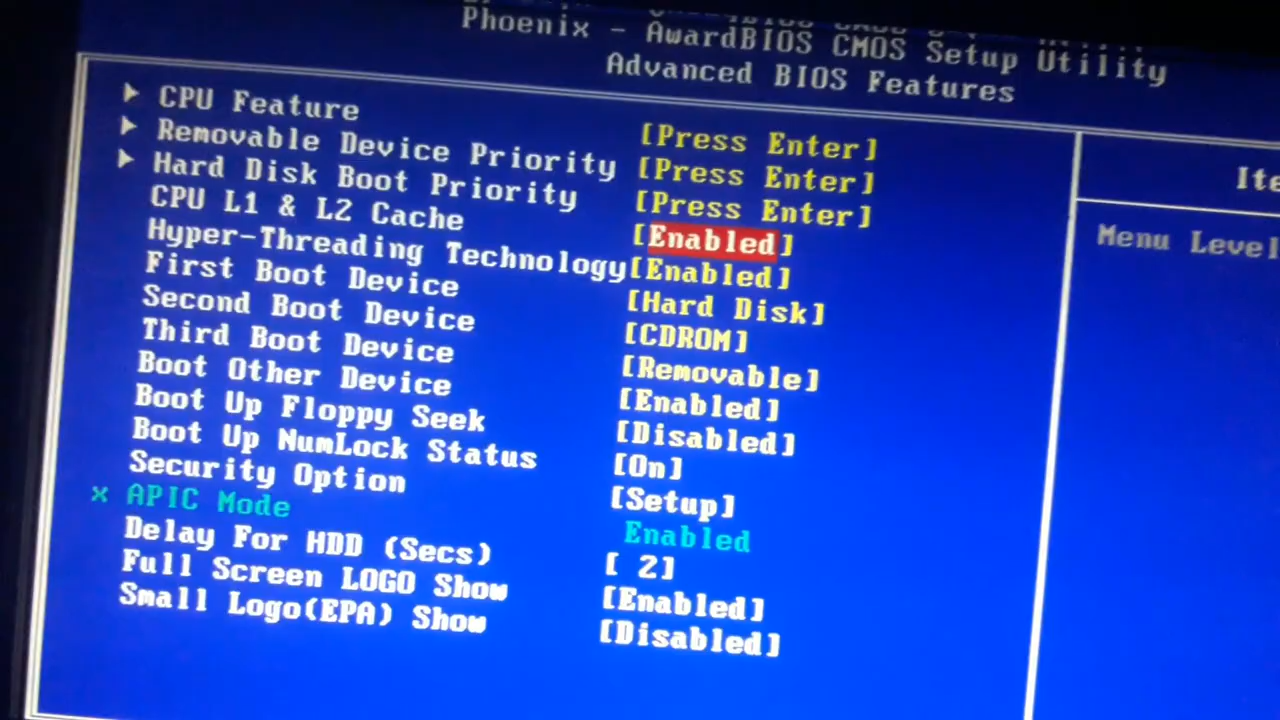 Phoenix - AwardBIOS CMOS Setup Utility
Advanced BIOS Features
CPU Feature [Press Enter]
Removable Device Priority [Press Enter]
Hard Disk Boot Priority [Press Enter]
CPU L1 & L2 Cache [Enabled]
Hyper-Threading Technology[Enabled]
First Boot Device [Hard Disk]
Second Boot Device [CDROM]
Third Boot Device [Removable]
Boot Other Device [Enabled]
Boot Up Floppy Seek [Disabled]
Boot Up NumLock Status [On]
Security Option [Setup]
x APIC Mode Enabled
Delay For HDD (Secs) [ 2]
Full Screen LOGO Show [Enabled]
Small Logo(EPA) Show [Disabled]
Menu Level